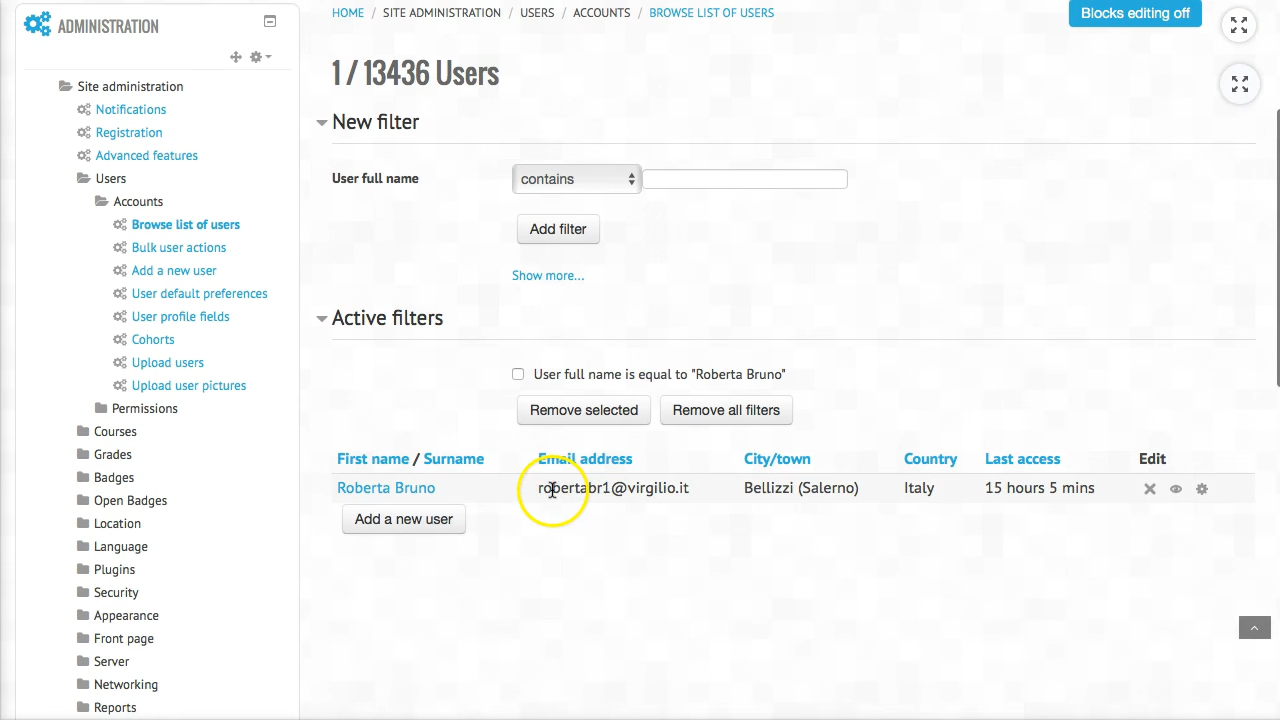 ADMINISTRATION
Site administration
Notifications
Registration
Advanced features
Users
Accounts
Browse list of users
Bulk user actions
Add a new user
User default preferences
User profile fields
Cohorts
Upload users
Upload user pictures
Permissions
Courses
Grades
Badges
Open Badges
Location
Language
Plugins
Security
Appearance
Front page
Server
Networking
Reports
HOME / SITE ADMINISTRATION / USERS / ACCOUNTS / BROWSE LIST OF USERS
Blocks editing off
1 / 13436 Users
New filter
User full name contains
Add filter
Show more...
Active filters
User full name is equal to "Roberta Bruno"
Remove selected Remove all filters
First name / Surname Email address City/town Country Last access Edit
Roberta Bruno robertabr1@virgilio.it Bellizzi (Salerno) Italy 15 hours 5 mins
Add a new user